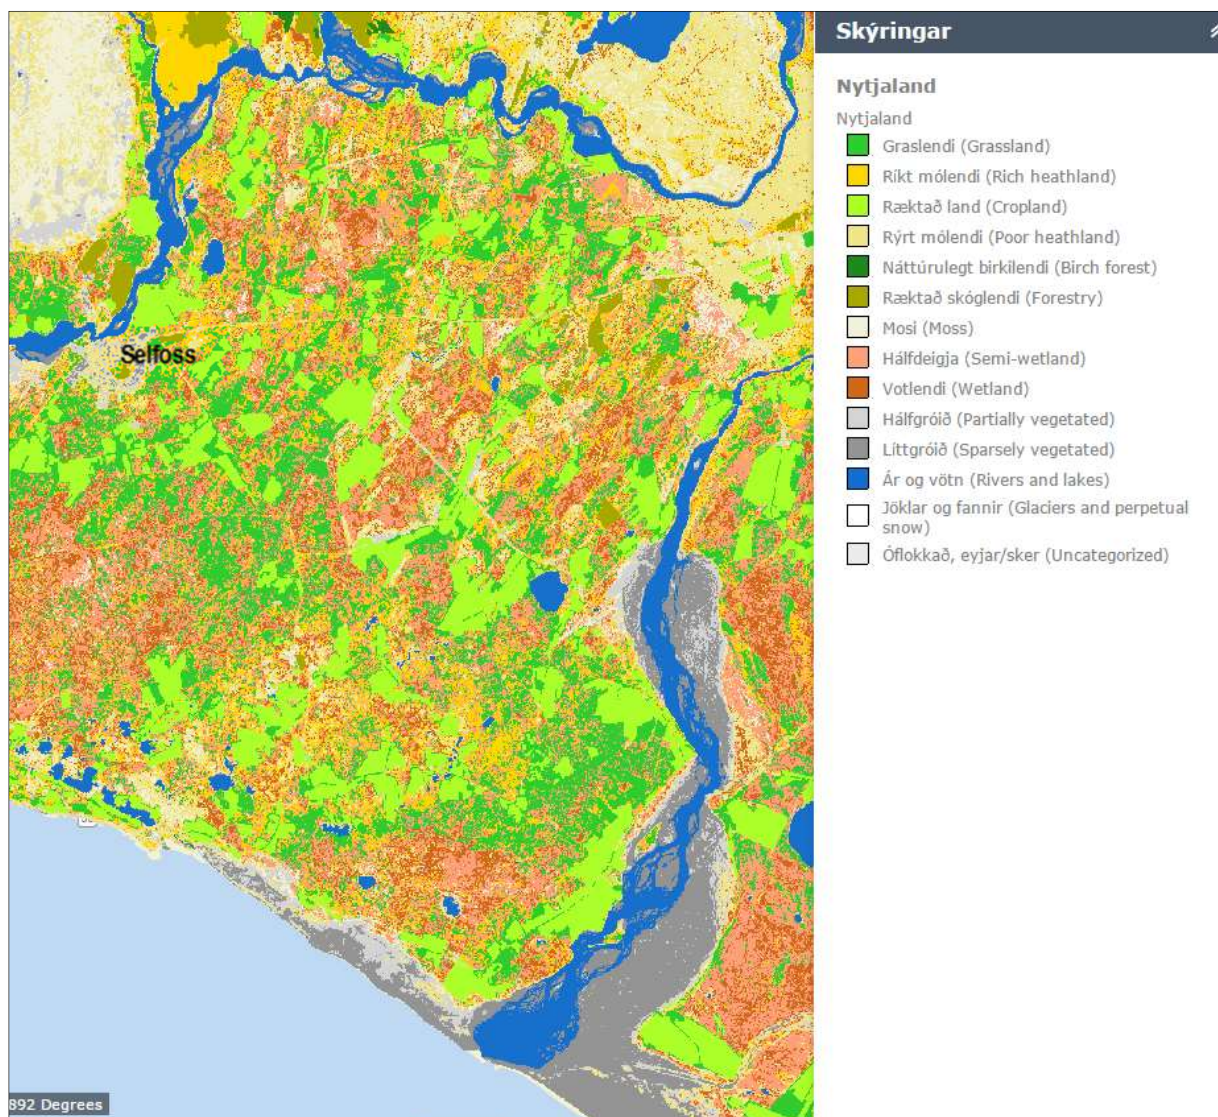 Selfoss
892 Degrees
Skýringar
Nytjaland
Nytjaland
Graslendi (Grassland)
Ríkt mólendi (Rich heathland)
Ræktað land (Cropland)
Rýrt mólendi (Poor heathland)
Náttúrulegt birkilendi (Birch forest)
Ræktað skóglendi (Forestry)
Mosi (Moss)
Hálfdeigja (Semi-wetland)
Votlendi (Wetland)
Hálfgróið (Partially vegetated)
Líttgróið (Sparsely vegetated)
Ár og vötn (Rivers and lakes)
Jöklar og fannir (Glaciers and perpetual
snow)
Óflokkað, eyjar/sker (Uncategorized)